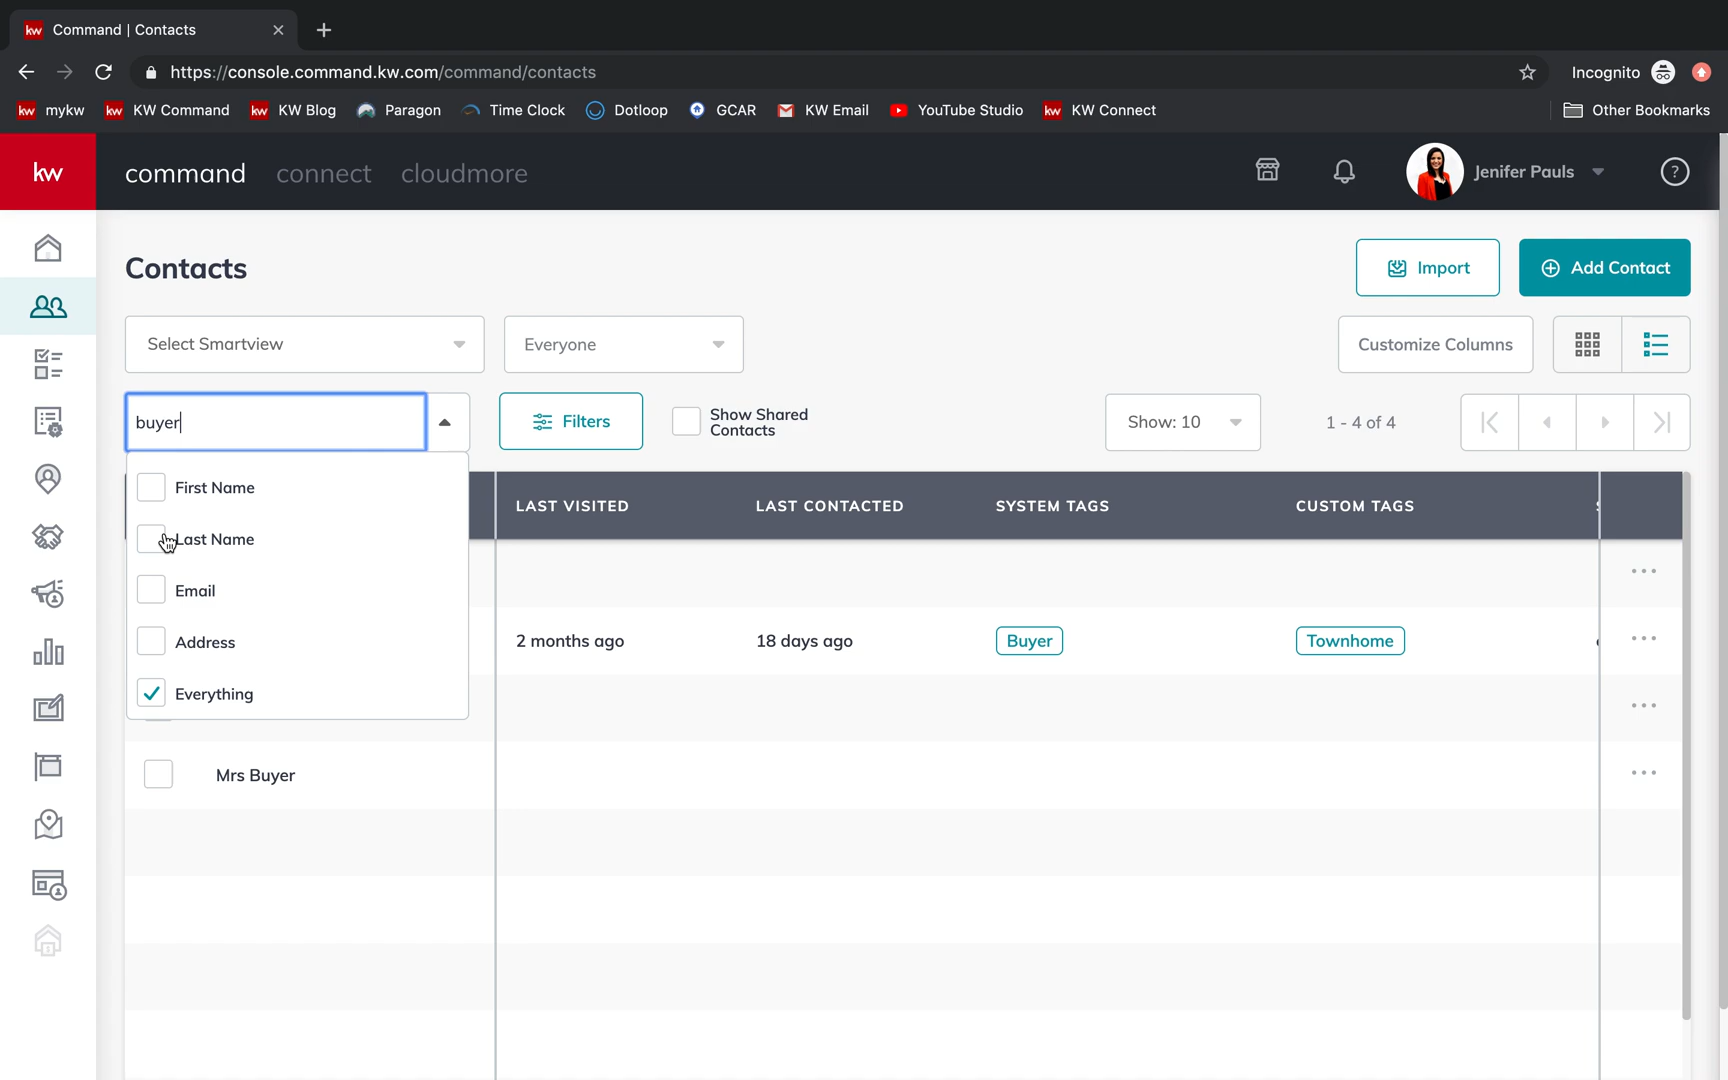 kw Command | Contacts
https://console.command.kw.com/command/contacts
Incognito
kw mykw kw KW Command kw KW Blog Paragon Time Clock Dotloop GCAR KW Email YouTube Studio kw KW Connect Other Bookmarks
kw command connect cloudmore Jenifer Pauls ?
Contacts
Import
Add Contact
Select Smartview
Everyone
Customize Columns
buyer
Filters
Show Shared
Contacts
Show: 10
1 - 4 of 4
First Name
Last Name
Email
Address
Everything
LAST VISITED LAST CONTACTED SYSTEM TAGS CUSTOM TAGS
2 months ago 18 days ago Buyer Townhome
Mrs Buyer